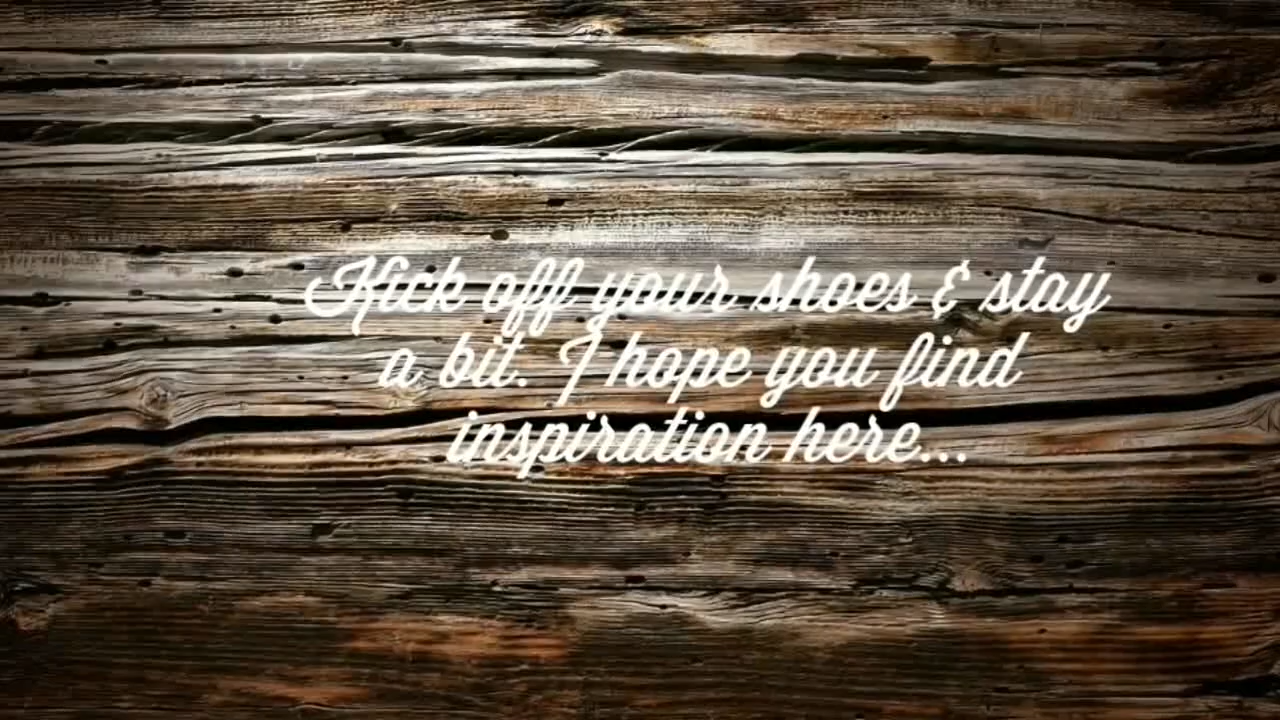 Kick off your shoes & stay
a bit. I hope you find
inspiration here...